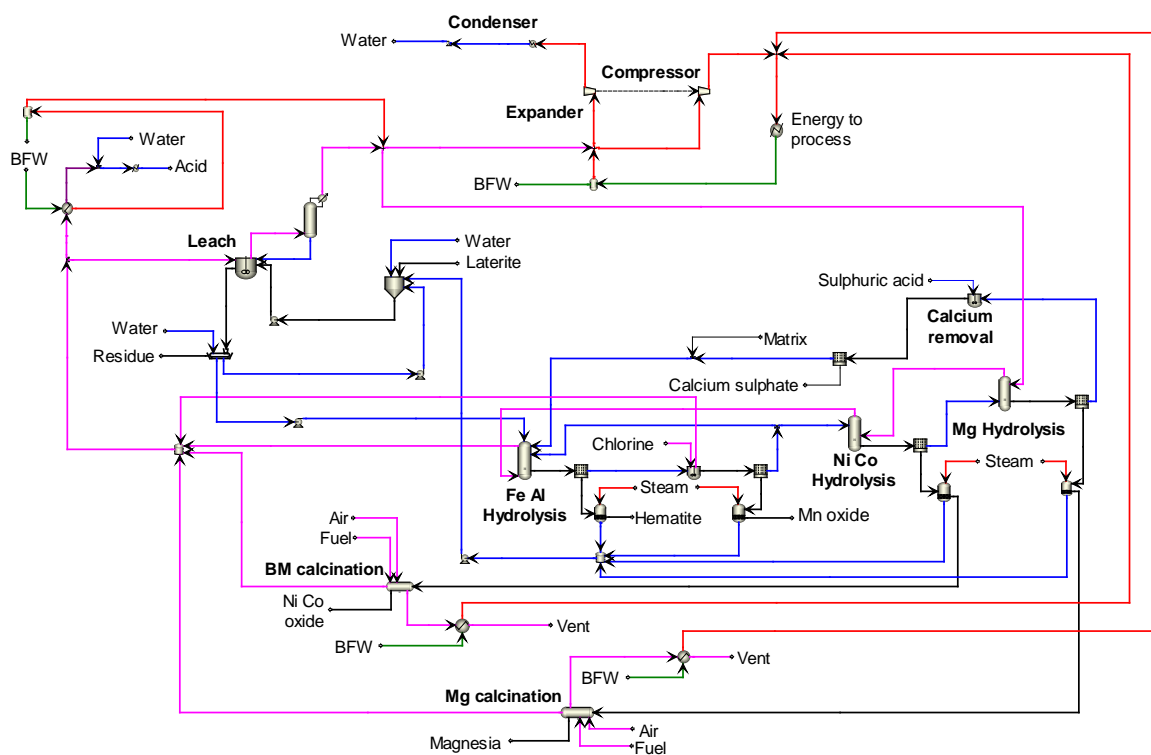 Condenser
Water
Compressor
Expander
Energy to
process
Water
BFW
Acid
BFW
Leach
Water
Laterite
Sulphuric acid
Calcium
removal
Water
Residue
Matrix
Calcium sulphate
Mg Hydrolysis
Chlorine
Ni Co
Hydrolysis
Steam
Fe Al
Hydrolysis
Steam
Hematite
Mn oxide
Air
Fuel
BM calcination
Ni Co
oxide
Vent
BFW
Vent
BFW
Mg calcination
Air
Magnesia
Fuel